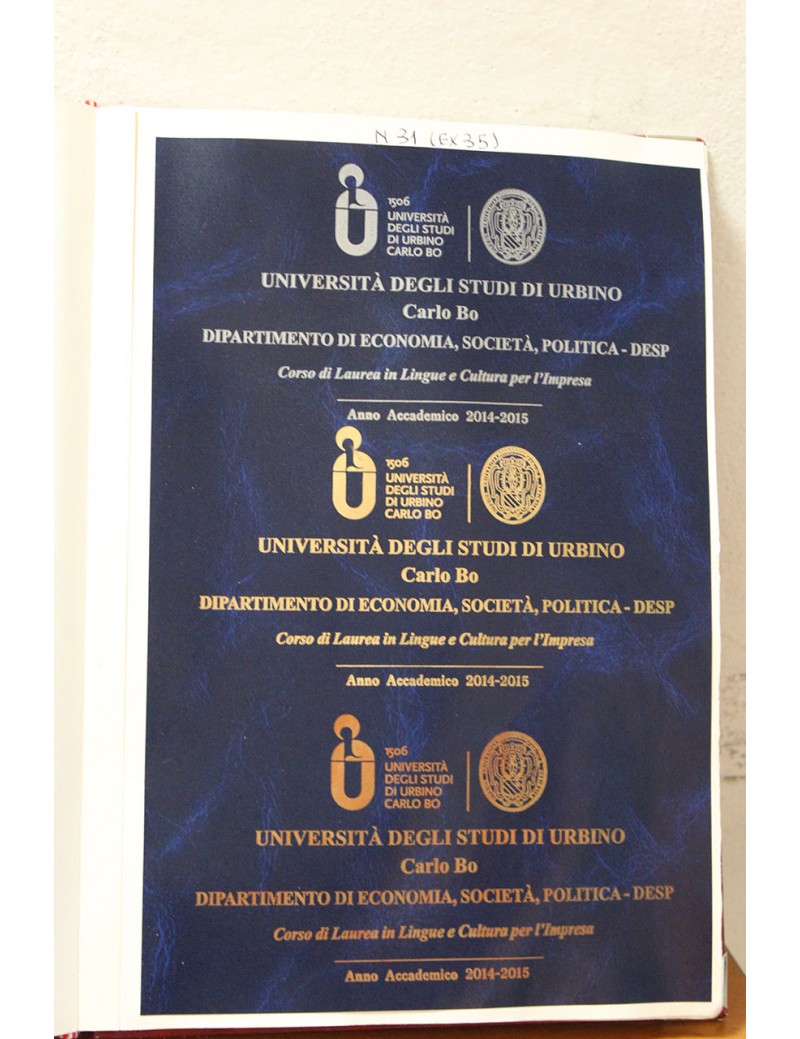 N 31 (EX 35)
1506
UNIVERSITÀ
DEGLI STUDI
DI URBINO
CARLO BO
UNIVERSITÀ DEGLI STUDI DI URBINO
Carlo Bo
DIPARTIMENTO DI ECONOMIA, SOCIETÀ, POLITICA - DESP
Corso di Laurea in Lingue e Cultura per l'Impresa
Anno Accademico 2014-2015
1506
UNIVERSITÀ
DEGLI STUDI
DI URBINO
CARLO BO
UNIVERSITÀ DEGLI STUDI DI URBINO
Carlo Bo
DIPARTIMENTO DI ECONOMIA, SOCIETÀ, POLITICA - DESP
Corso di Laurea in Lingue e Cultura per l'Impresa
Anno Accademico 2014-2015
1506
UNIVERSITÀ
DEGLI STUDI
DI URBINO
CARLO BO
UNIVERSITÀ DEGLI STUDI DI URBINO
Carlo Bo
DIPARTIMENTO DI ECONOMIA, SOCIETÀ, POLITICA - DESP
Corso di Laurea in Lingue e Cultura per l'Impresa
Anno Accademico 2014-2015